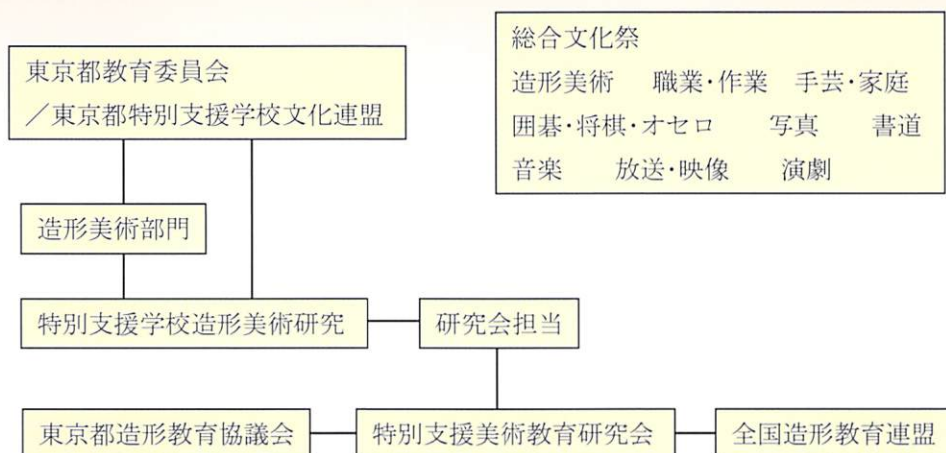 東京都教育委員会
／東京都特別支援学校文化連盟
総合文化祭
造形美術 職業・作業 手芸・家庭
囲碁・将棋・オセロ 写真 書道
音楽 放送・映像 演劇
造形美術部門
特別支援学校造形美術研究
研究会担当
東京都造形教育協議会
特別支援美術教育研究会
全国造形教育連盟